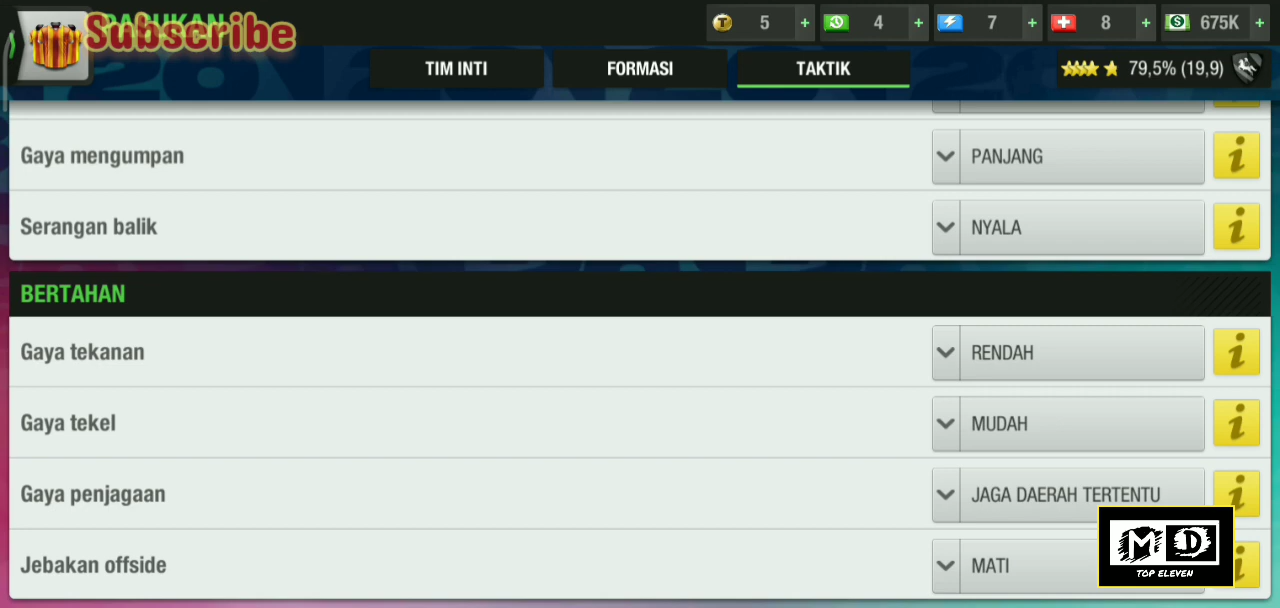 PASUKAN
Subscribe
5 + 4 + 7 + 8 + 675K +
TIM INTI FORMASI TAKTIK 79,5% (19,9)
Gaya mengumpan PANJANG i
Serangan balik NYALA i
BERTAHAN
Gaya tekanan RENDAH i
Gaya tekel MUDAH i
Gaya penjagaan JAGA DAERAH TERTENTU i
Jebakan offside MATI i
M D
TOP ELEVEN